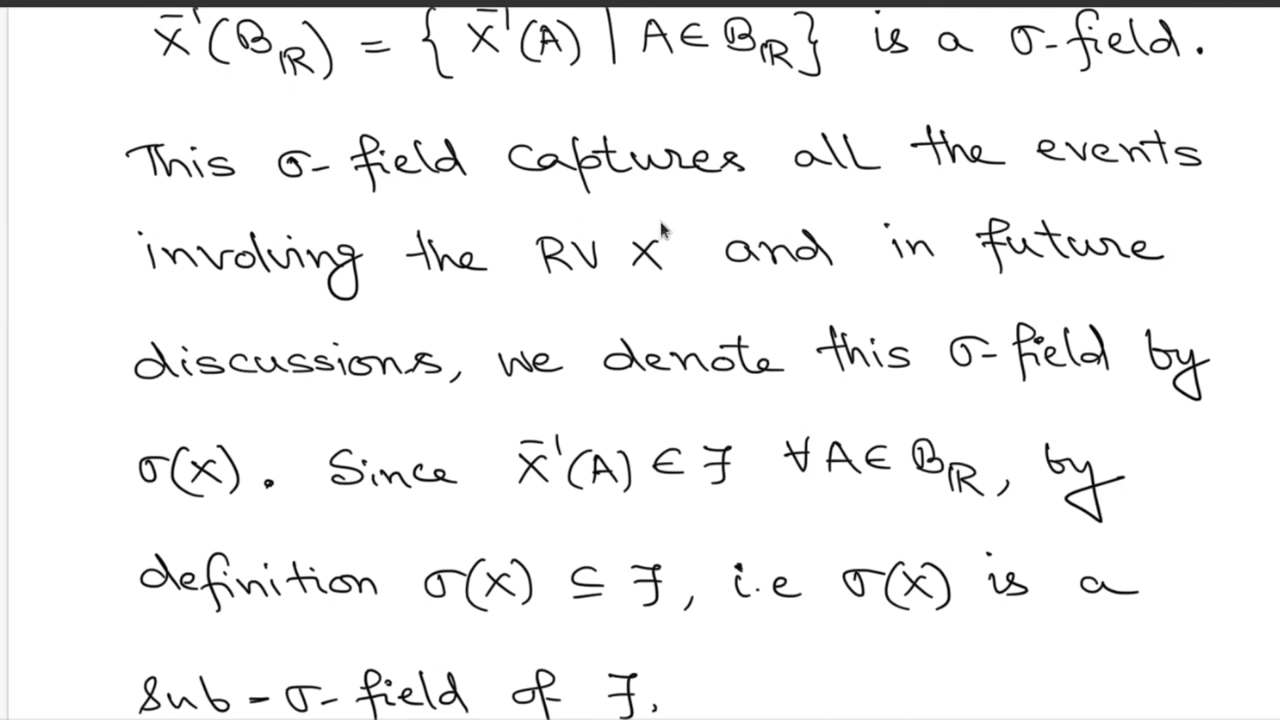 X⁻¹(B_ℝ) = { X⁻¹(A) | A ∈ B_ℝ } is a σ-field.
This σ-field captures all the events
involving the RV X and in future
discussions, we denote this σ-field by
σ(X). Since X⁻¹(A) ∈ ℱ ∀ A ∈ B_ℝ, by
definition σ(X) ⊆ ℱ, i.e σ(X) is a
sub-σ-field of ℱ.